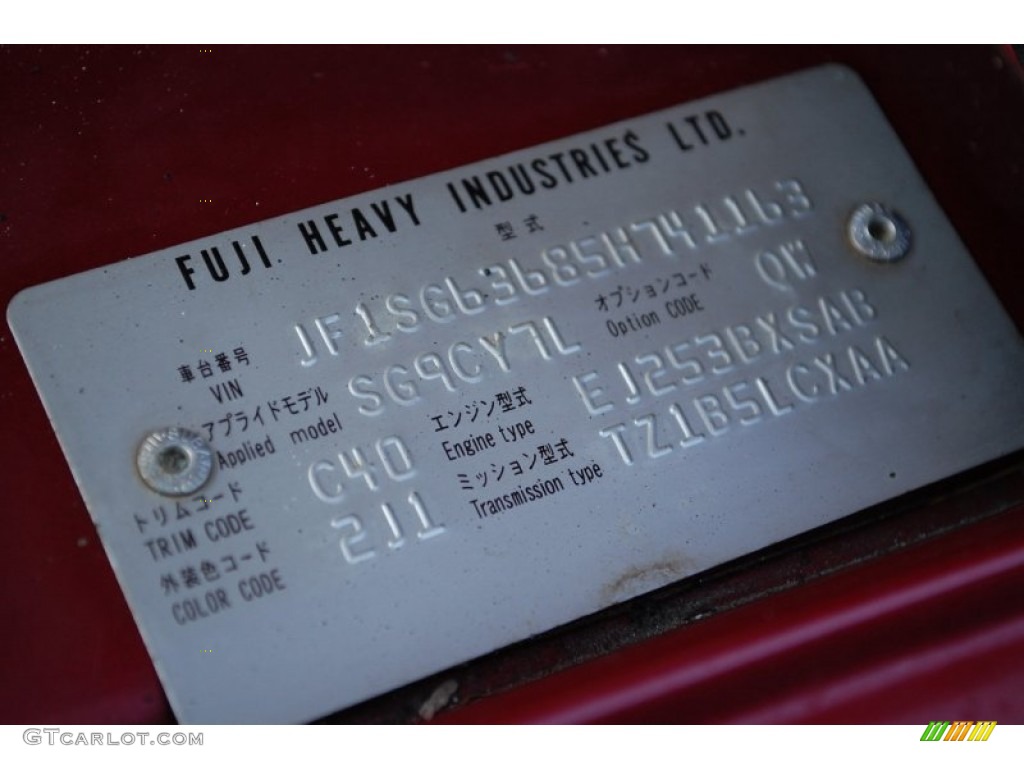 FUJI HEAVY INDUSTRIES LTD.
型式
車台番号
VIN
JF1SG63685H741163
アプライドモデル
Applied model
SG9CY7L
オプションコード
Option CODE
QW
トリムコード
TRIM CODE
C40
エンジン型式
Engine type
EJ253BXSAB
外装色コード
COLOR CODE
2J1
ミッション型式
Transmission type
TZ1B5LCXAA
GTCARLOT.COM